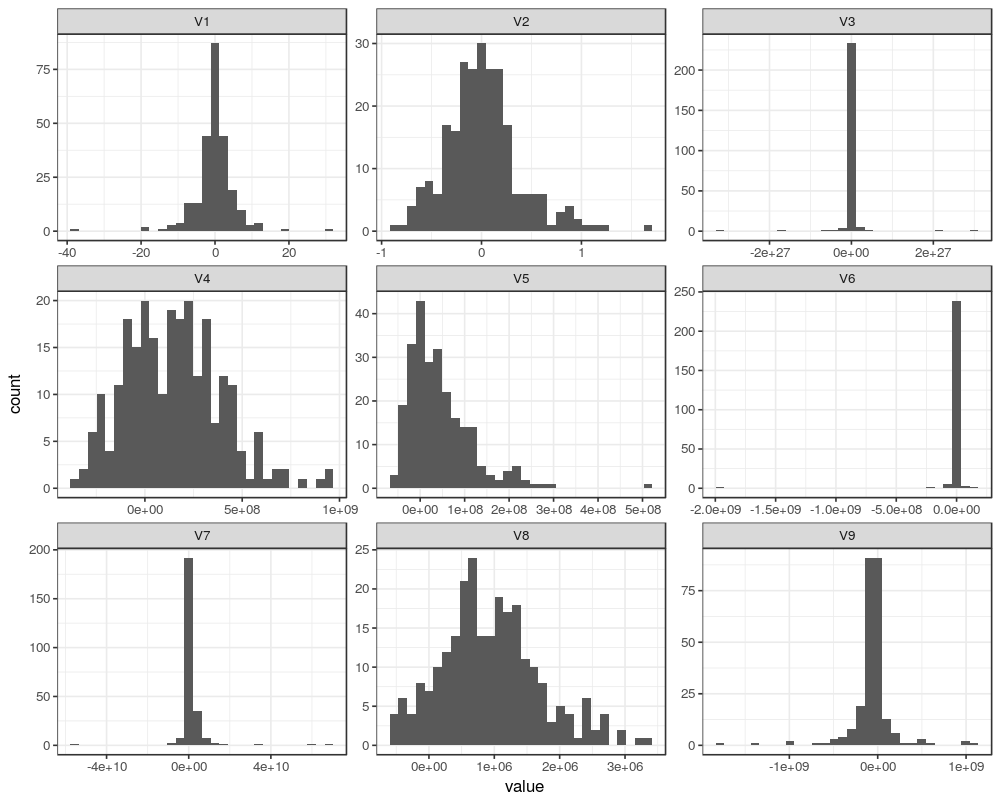 V1
V2
V3
75
50
25
0
-40
-20
0
20
30
20
10
0
-1
0
1
200
150
100
50
0
-2e+27
0e+00
2e+27
V4
V5
V6
20
15
10
5
0
0e+00
5e+08
1e+09
40
30
20
10
0
0e+00
1e+08
2e+08
3e+08
4e+08
5e+08
250
200
150
100
50
0
-2.0e+09
-1.5e+09
-1.0e+09
-5.0e+08
0.0e+00
V7
V8
V9
200
150
100
50
0
-4e+10
0e+00
4e+10
25
20
15
10
5
0
0e+00
1e+06
2e+06
3e+06
75
50
25
0
-1e+09
0e+00
1e+09
count
value